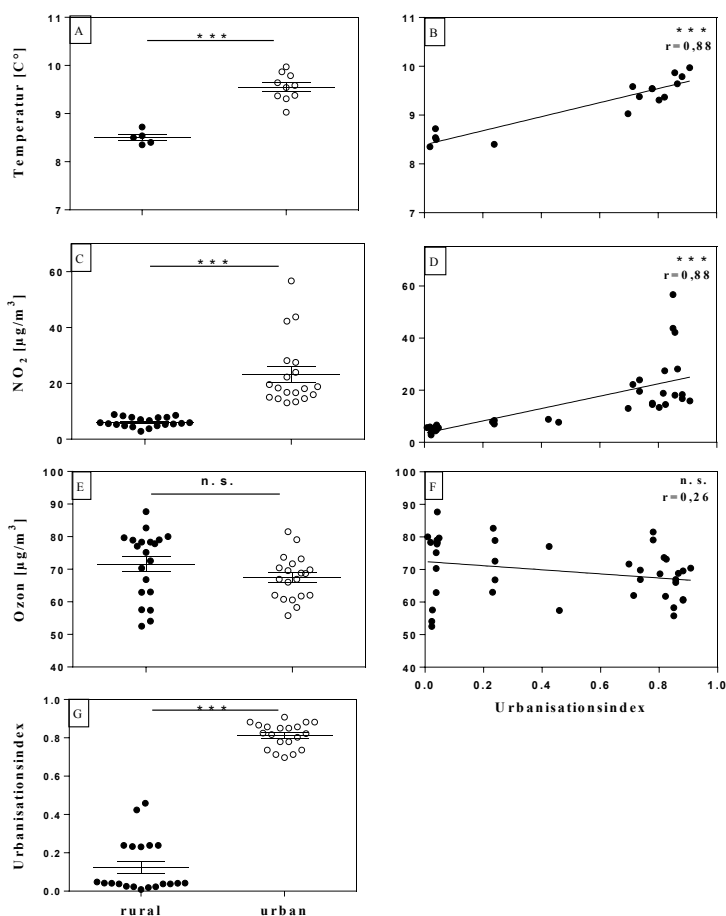 A
* * *
Temperatur [C°]
11
10
9
8
7
B
* * *
r=0,88
11
10
9
8
7
C
* * *
NO2 [µg/m³]
60
40
20
0
D
* * *
r=0,88
60
40
20
0
E
n. s.
Ozon [µg/m³]
100
90
80
70
60
50
40
F
n. s.
r=0,26
100
90
80
70
60
50
40
0.0 0.2 0.4 0.6 0.8 1.0
Urbanisationsindex
G
* * *
Urbanisationsindex
1.0
0.8
0.6
0.4
0.2
0.0
rural urban